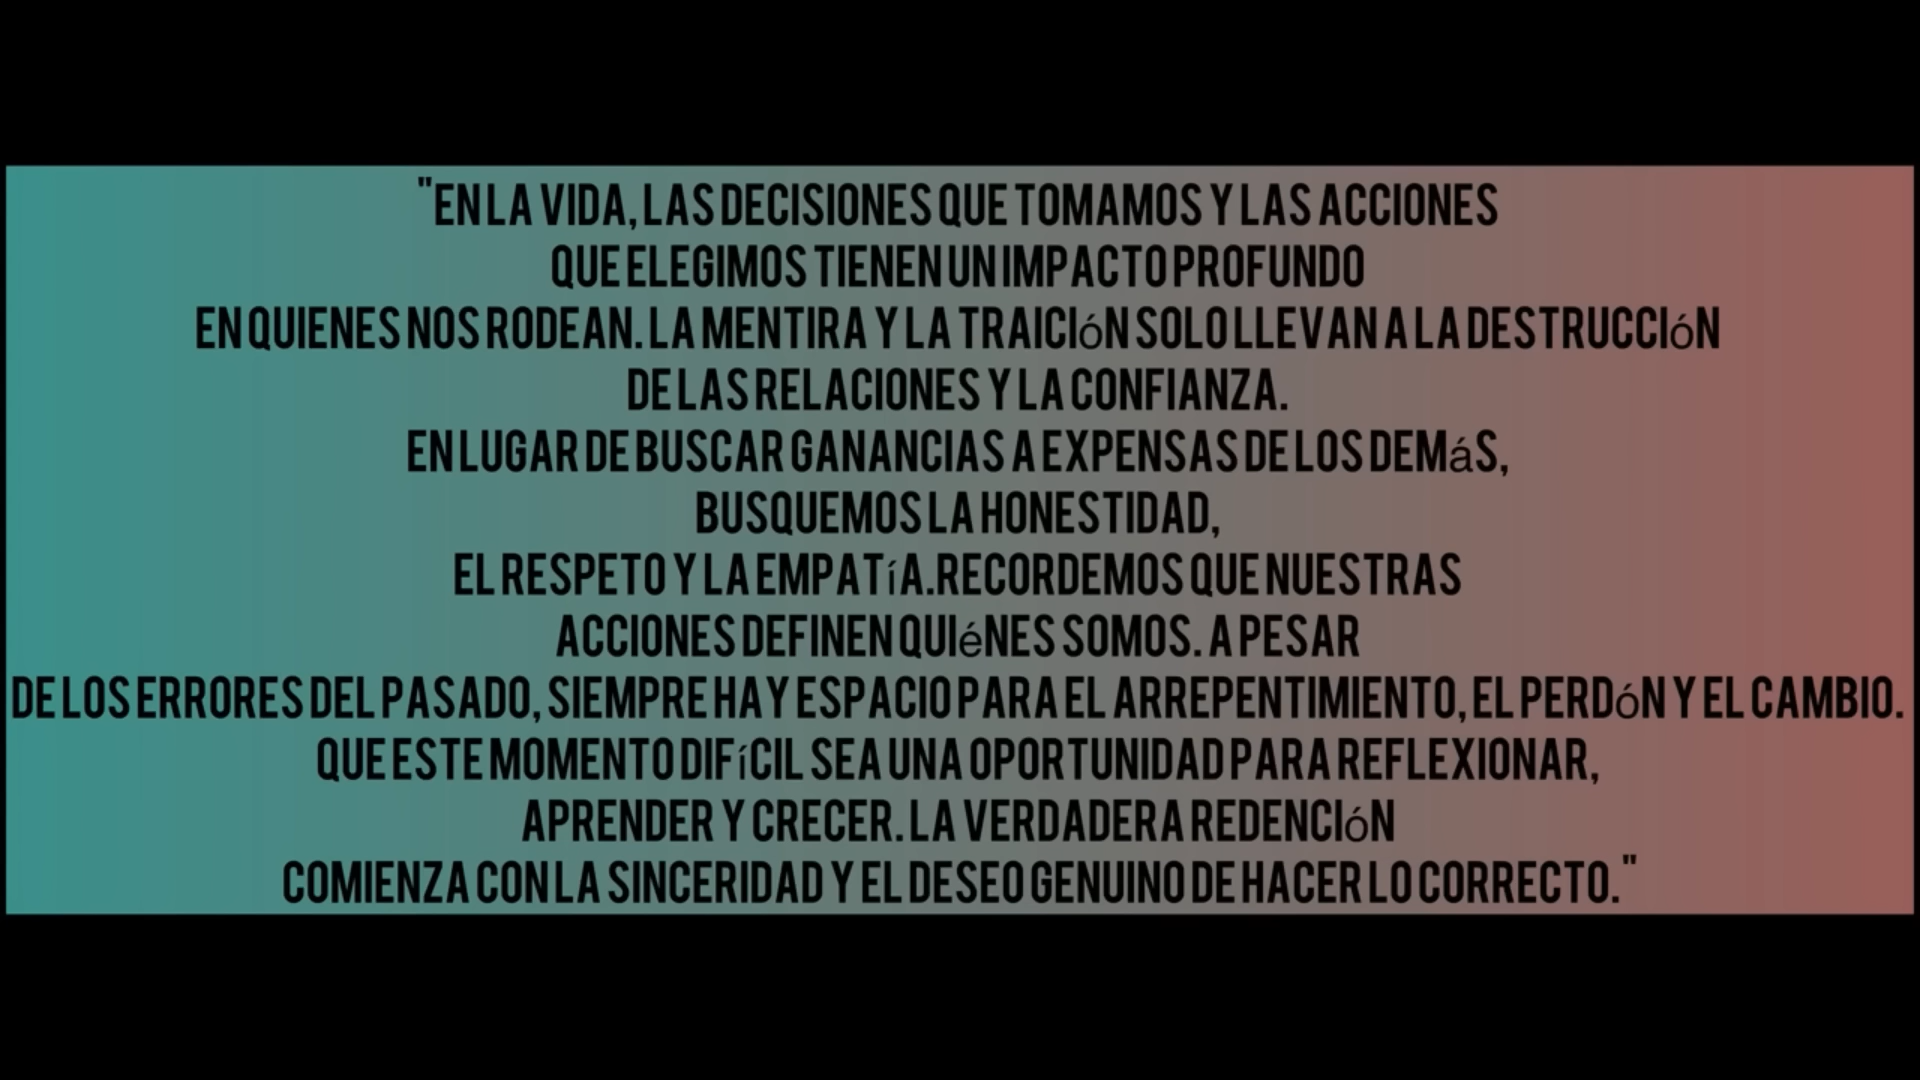 "EN LA VIDA, LAS DECISIONES QUE TOMAMOS Y LAS ACCIONES
QUE ELEGIMOS TIENEN UN IMPACTO PROFUNDO
EN QUIENES NOS RODEAN. LA MENTIRA Y LA TRAICIóN SOLO LLEVAN A LA DESTRUCCIóN
DE LAS RELACIONES Y LA CONFIANZA.
EN LUGAR DE BUSCAR GANANCIAS A EXPENSAS DE LOS DEMáS,
BUSQUEMOS LA HONESTIDAD,
EL RESPETO Y LA EMPATíA.RECORDEMOS QUE NUESTRAS
ACCIONES DEFINEN QUIéNES SOMOS. A PESAR
DE LOS ERRORES DEL PASADO, SIEMPRE HAY ESPACIO PARA EL ARREPENTIMIENTO, EL PERDóN Y EL CAMBIO.
QUE ESTE MOMENTO DIFíCIL SEA UNA OPORTUNIDAD PARA REFLEXIONAR,
APRENDER Y CRECER. LA VERDADERA REDENCIóN
COMIENZA CON LA SINCERIDAD Y EL DESEO GENUINO DE HACER LO CORRECTO."